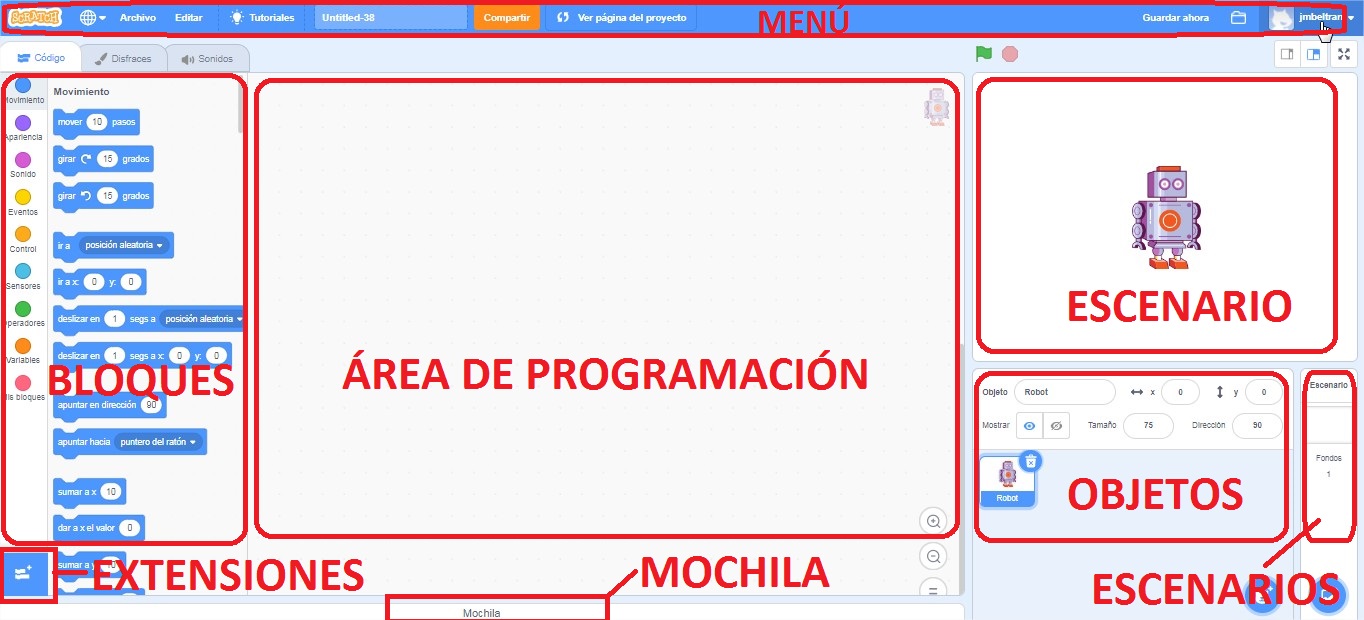 SCRATCH Archivo Editar Tutoriales Untitled-38 Compartir Ver página del proyecto MENÚ Guardar ahora jmbeltran
Código Disfraces Sonidos
Movimiento
Apariencia
Sonido
Eventos
Control
Sensores
Operadores
Variables
Mis bloques
Movimiento
mover 10 pasos
girar 15 grados
girar 15 grados
ir a posición aleatoria
ir a x: 0 y: 0
deslizar en 1 segs a posición aleatoria
deslizar en 1 segs a x: 0 y: 0
BLOQUES
apuntar en dirección 90
apuntar hacia puntero del ratón
sumar a x 10
dar a x el valor 0
sumar a y 10
EXTENSIONES
ÁREA DE PROGRAMACIÓN
MOCHILA
Mochila
ESCENARIO
Objeto Robot x 0 y 0
Mostrar Tamaño 75 Dirección 90
Robot
OBJETOS
Escenario
Fondos
1
ESCENARIOS